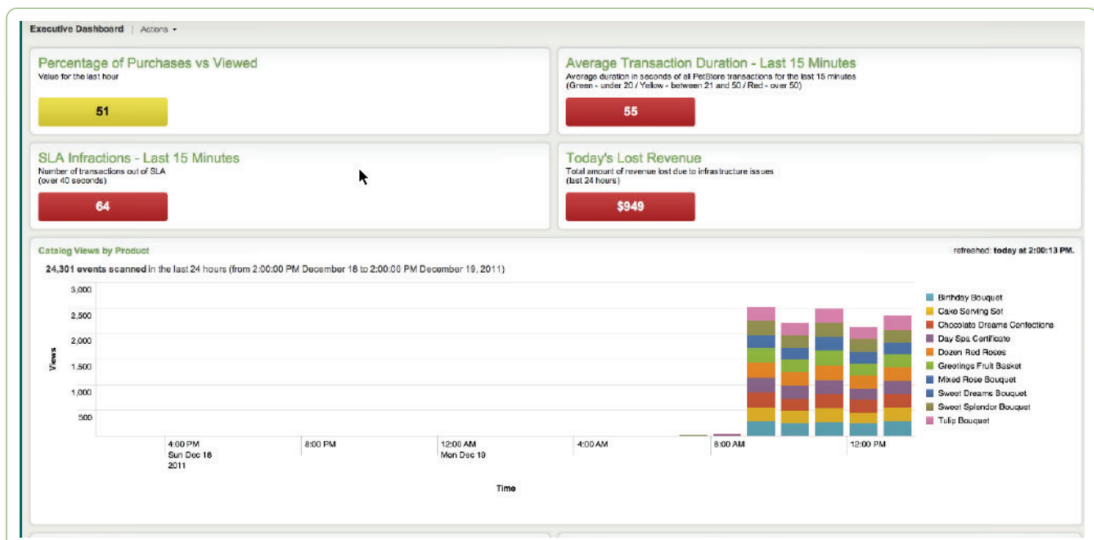 Executive Dashboard | Actions
Percentage of Purchases vs Viewed
Value for the last hour
51
Average Transaction Duration - Last 15 Minutes
Average duration in seconds of all PetStore transactions for the last 15 minutes
(Green - under 20 / Yellow - between 21 and 50 / Red - over 50)
55
SLA Infractions - Last 15 Minutes
Number of transactions out of SLA
(over 40 seconds)
64
Today's Lost Revenue
Total amount of revenue lost due to infrastructure issues
(last 24 hours)
$949
Catalog Views by Product
refreshed: today at 2:00:13 PM.
24,301 events scanned in the last 24 hours (from 2:00:00 PM December 18 to 2:00:00 PM December 19, 2011)
3,000
2,500
2,000
1,500
1,000
500
Views
4:00 PM
Sun Dec 18
2011
8:00 PM
12:00 AM
Mon Dec 19
4:00 AM
8:00 AM
12:00 PM
Time
Birthday Bouquet
Cake Serving Set
Chocolate Dreams Confections
Day Spa Certificate
Dozen Red Roses
Greetings Fruit Basket
Mixed Rose Bouquet
Sweet Dreams Bouquet
Sweet Splendor Bouquet
Tulip Bouquet